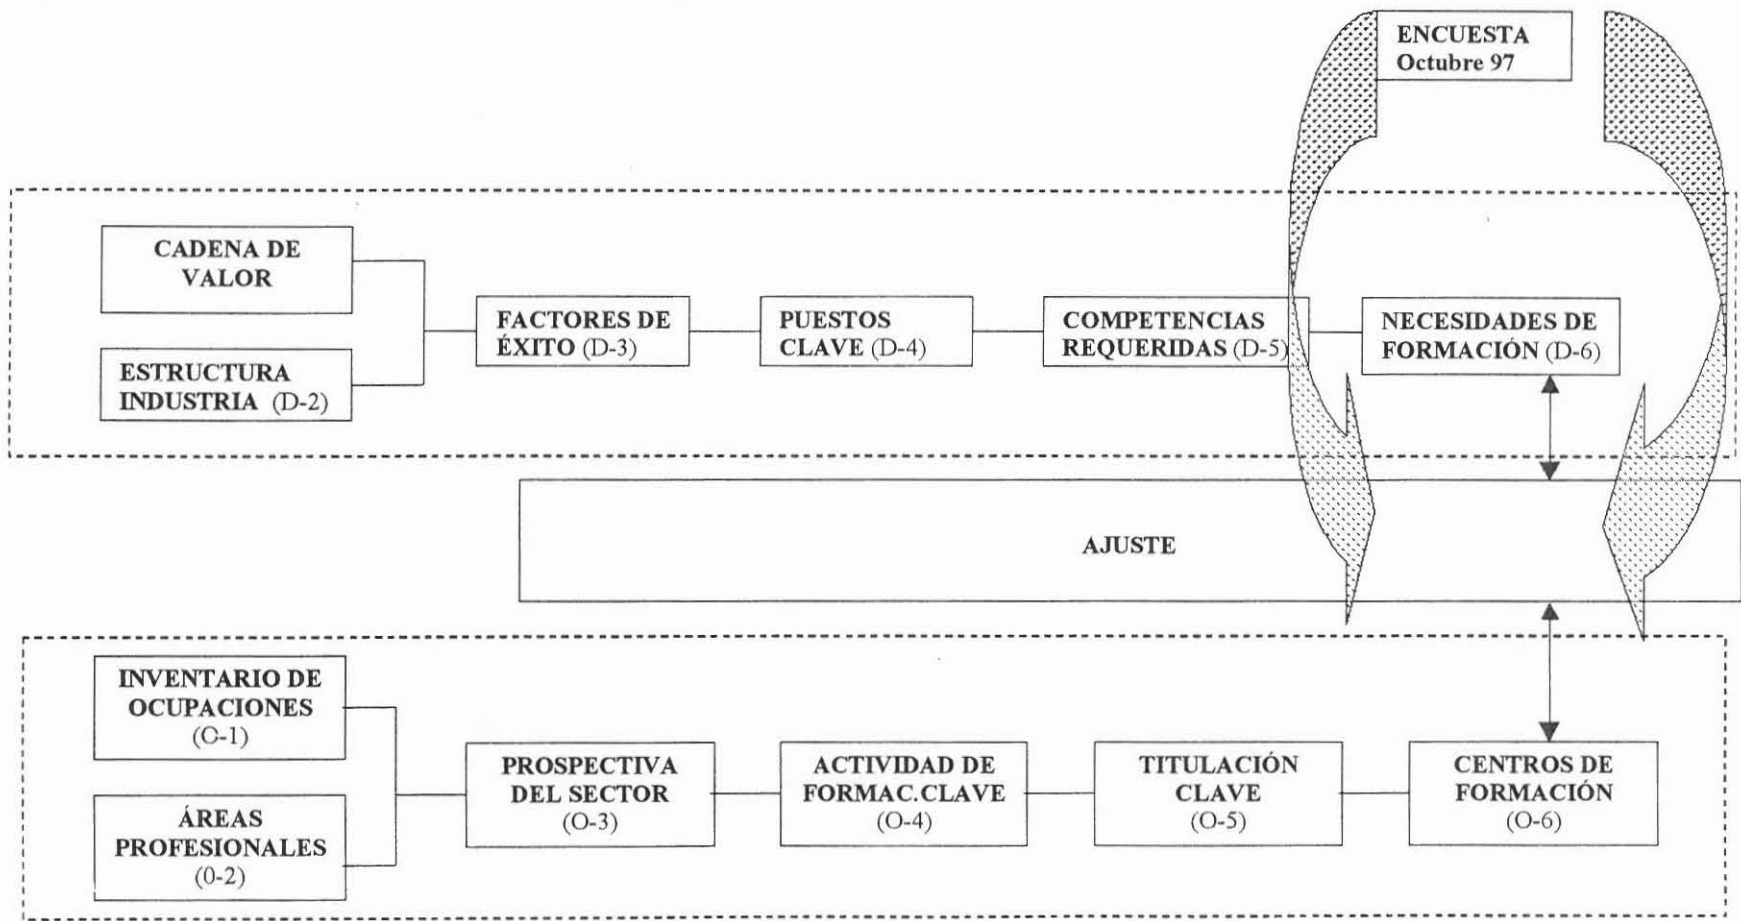 ENCUESTA
Octubre 97
CADENA DE
VALOR
ESTRUCTURA
INDUSTRIA (D-2)
FACTORES DE
ÉXITO (D-3)
PUESTOS
CLAVE (D-4)
COMPETENCIAS
REQUERIDAS (D-5)
NECESIDADES DE
FORMACIÓN (D-6)
AJUSTE
INVENTARIO DE
OCUPACIONES
(O-1)
ÁREAS
PROFESIONALES
(0-2)
PROSPECTIVA
DEL SECTOR
(O-3)
ACTIVIDAD DE
FORMAC.CLAVE
(O-4)
TITULACIÓN
CLAVE
(O-5)
CENTROS DE
FORMACIÓN
(O-6)